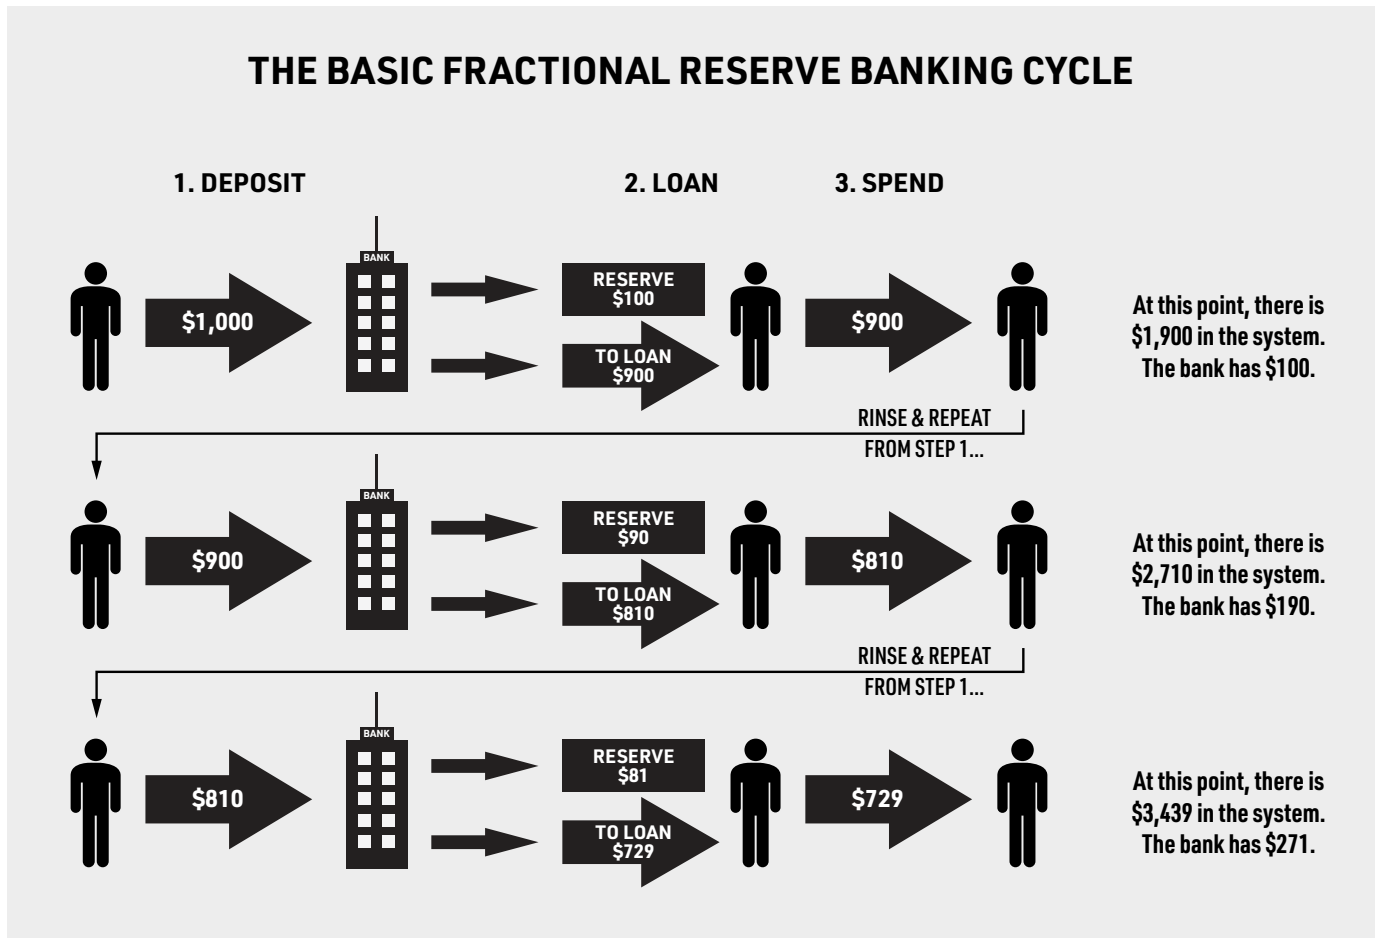 THE BASIC FRACTIONAL RESERVE BANKING CYCLE
1. DEPOSIT
2. LOAN
3. SPEND
$1,000
BANK
RESERVE
$100
TO LOAN
$900
$900
At this point, there is
$1,900 in the system.
The bank has $100.
RINSE & REPEAT
FROM STEP 1...
$900
BANK
RESERVE
$90
TO LOAN
$810
$810
At this point, there is
$2,710 in the system.
The bank has $190.
RINSE & REPEAT
FROM STEP 1...
$810
BANK
RESERVE
$81
TO LOAN
$729
$729
At this point, there is
$3,439 in the system.
The bank has $271.